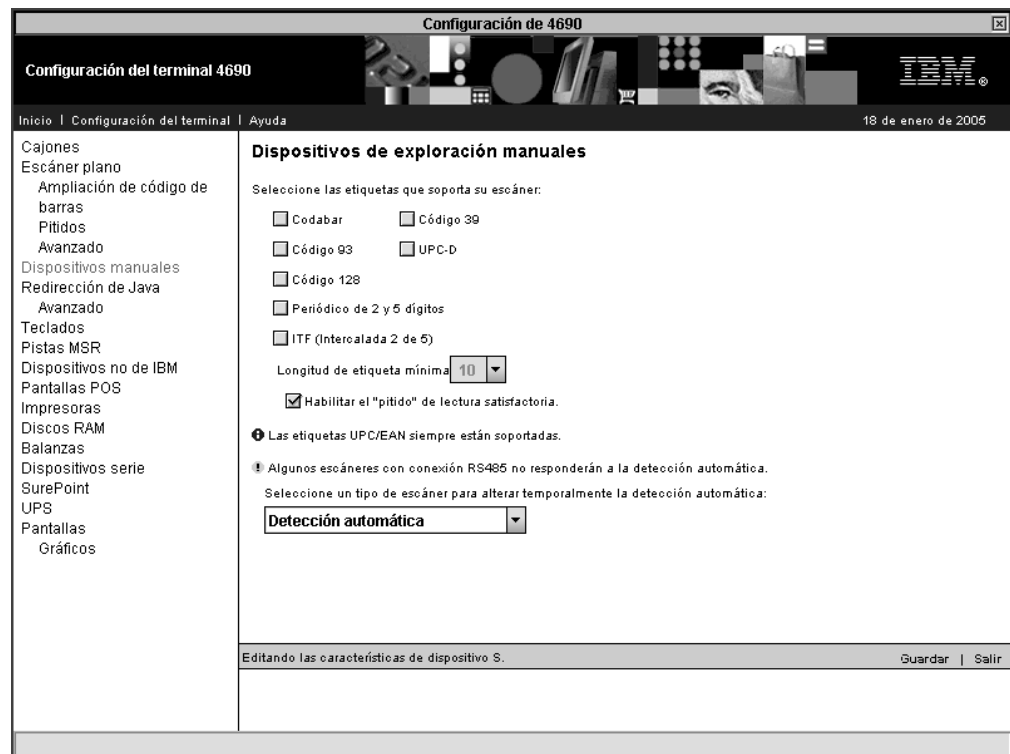 Configuración de 4690
Configuración del terminal 4690
IBM®
Inicio | Configuración del terminal | Ayuda
18 de enero de 2005
Cajones
Escáner plano
Ampliación de código de
barras
Pitidos
Avanzado
Dispositivos manuales
Redirección de Java
Avanzado
Teclados
Pistas MSR
Dispositivos no de IBM
Pantallas POS
Impresoras
Discos RAM
Balanzas
Dispositivos serie
SurePoint
UPS
Pantallas
Gráficos
Dispositivos de exploración manuales
Seleccione las etiquetas que soporta su escáner:
Codabar
Código 39
Código 93
UPC-D
Código 128
Periódico de 2 y 5 dígitos
ITF (Intercalada 2 de 5)
Longitud de etiqueta mínima 10
Habilitar el "pitido" de lectura satisfactoria.
Las etiquetas UPC/EAN siempre están soportadas.
Algunos escáneres con conexión RS485 no responderán a la detección automática.
Seleccione un tipo de escáner para alterar temporalmente la detección automática:
Detección automática
Editando las características de dispositivo S.
Guardar | Salir